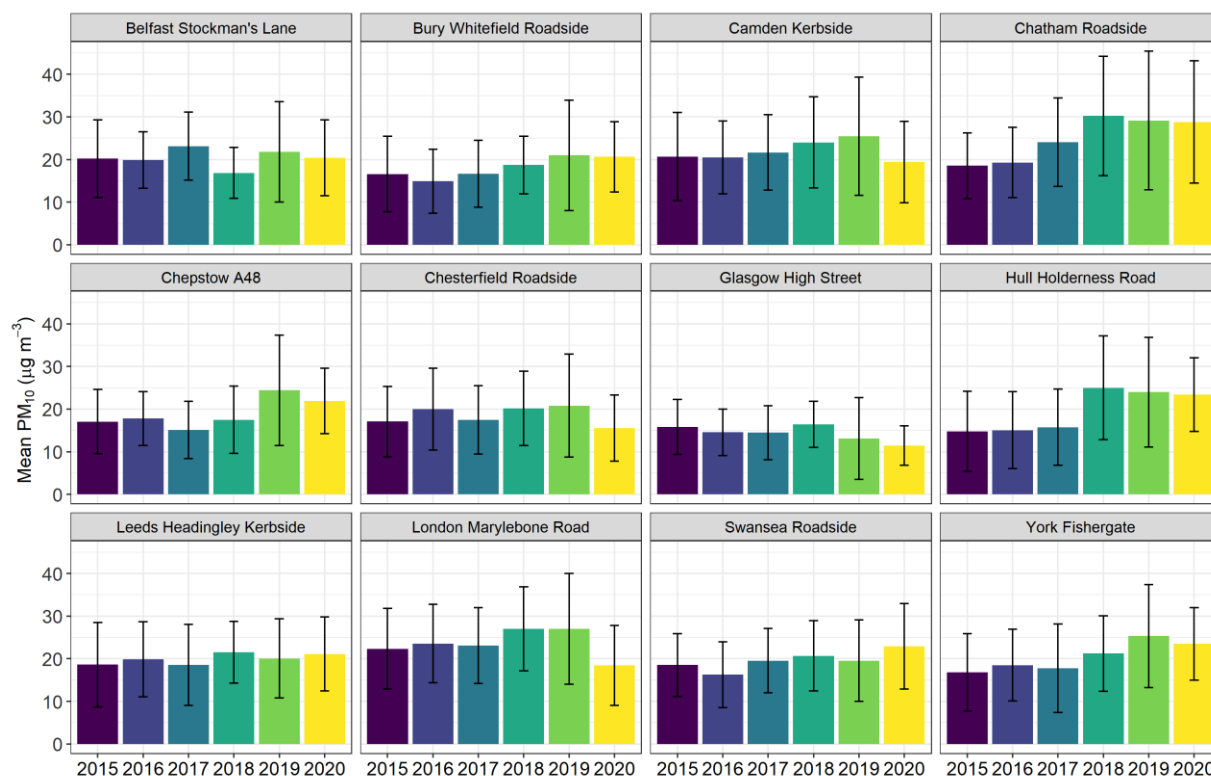 Belfast Stockman's Lane
Bury Whitefield Roadside
Camden Kerbside
Chatham Roadside
40
30
20
10
0
Chepstow A48
Chesterfield Roadside
Glasgow High Street
Hull Holderness Road
Mean PM₁₀ (µg m⁻³)
40
30
20
10
0
Leeds Headingley Kerbside
London Marylebone Road
Swansea Roadside
York Fishergate
40
30
20
10
0
2015 2016 2017 2018 2019 2020
2015 2016 2017 2018 2019 2020
2015 2016 2017 2018 2019 2020
2015 2016 2017 2018 2019 2020